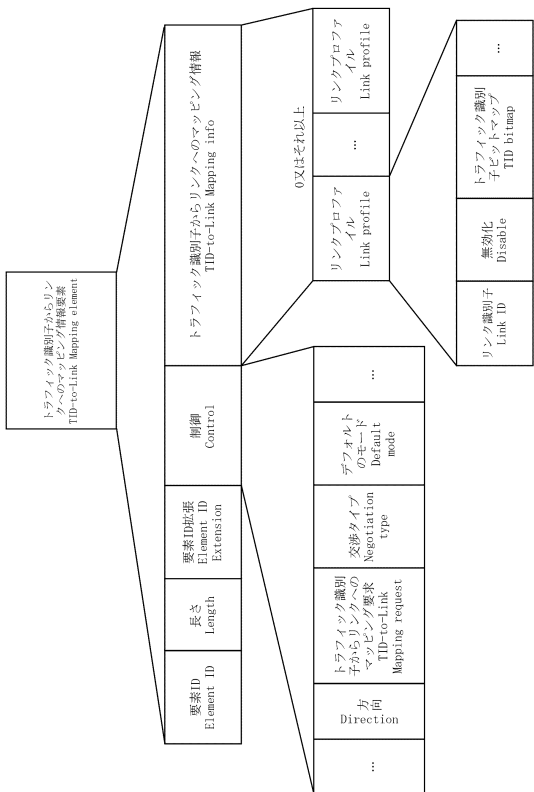 トラフィック識別子からリン
クへのマッピング情報要素
TID-to-Link Mapping element
要素ID
Element ID
長さ
Length
要素ID拡張
Element ID
Extension
制御
Control
トラフィック識別子からリンクへのマッピング情報
TID-to-Link Mapping info
...
方向
Direction
トラフィック識別
子からリンクへの
マッピング要求
TID-to-Link
Mapping request
交渉タイプ
Negotiation
type
デフォルト
のモード
Default
mode
...
0又はそれ以上
リンクプロファ
イル
Link profile
...
リンクプロファ
イル
Link profile
リンク識別子
Link ID
無効化
Disable
トラフィック識別
子ビットマップ
TID bitmap
...